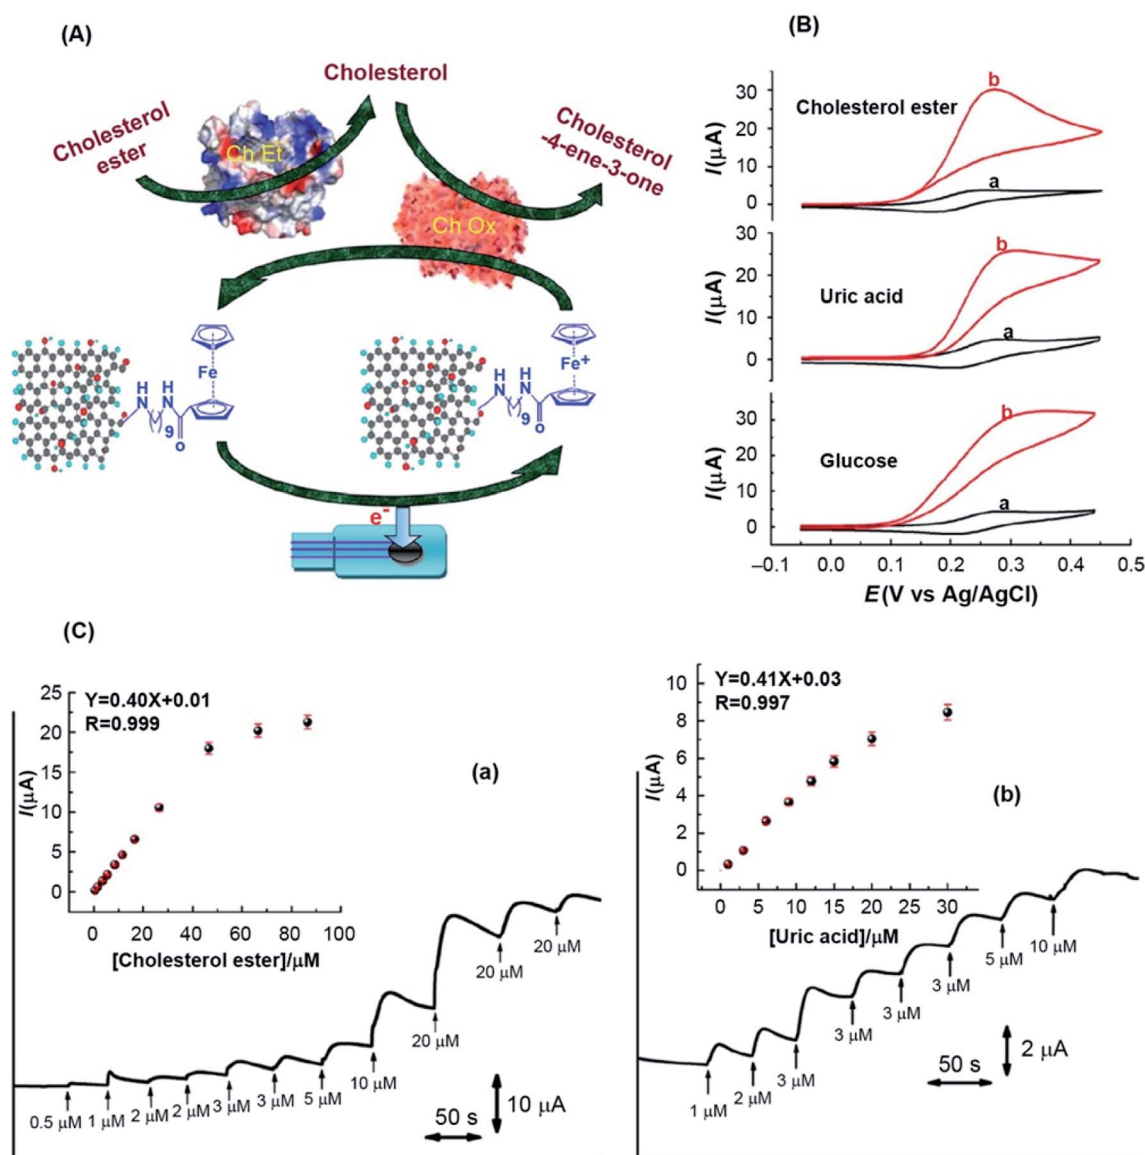 (A)
Cholesterol
Cholesterol
ester
Ch Et
Cholesterol
-4-ene-3-one
Ch Ox
Fe
H
N
H
N
9
O
Fe+
H
N
H
N
9
O
e-
(B)
30
20
10
0
I(μA)
Cholesterol ester
b
a
30
20
10
0
I(μA)
Uric acid
b
a
30
20
10
0
I(μA)
Glucose
b
a
–0.1 0.0 0.1 0.2 0.3 0.4 0.5
E(V vs Ag/AgCl)
(C)
Y=0.40X+0.01
R=0.999
25
20
15
10
5
0
I(μA)
0 20 40 60 80 100
[Cholesterol ester]/μM
(a)
0.5 μM
1 μM
2 μM
2 μM
3 μM
3 μM
5 μM
10 μM
20 μM
20 μM
20 μM
50 s
10 μA
Y=0.41X+0.03
R=0.997
10
8
6
4
2
0
I(μA)
0 5 10 15 20 25 30
[Uric acid]/μM
(b)
1 μM
2 μM
3 μM
3 μM
3 μM
3 μM
5 μM
10 μM
50 s
2 μA